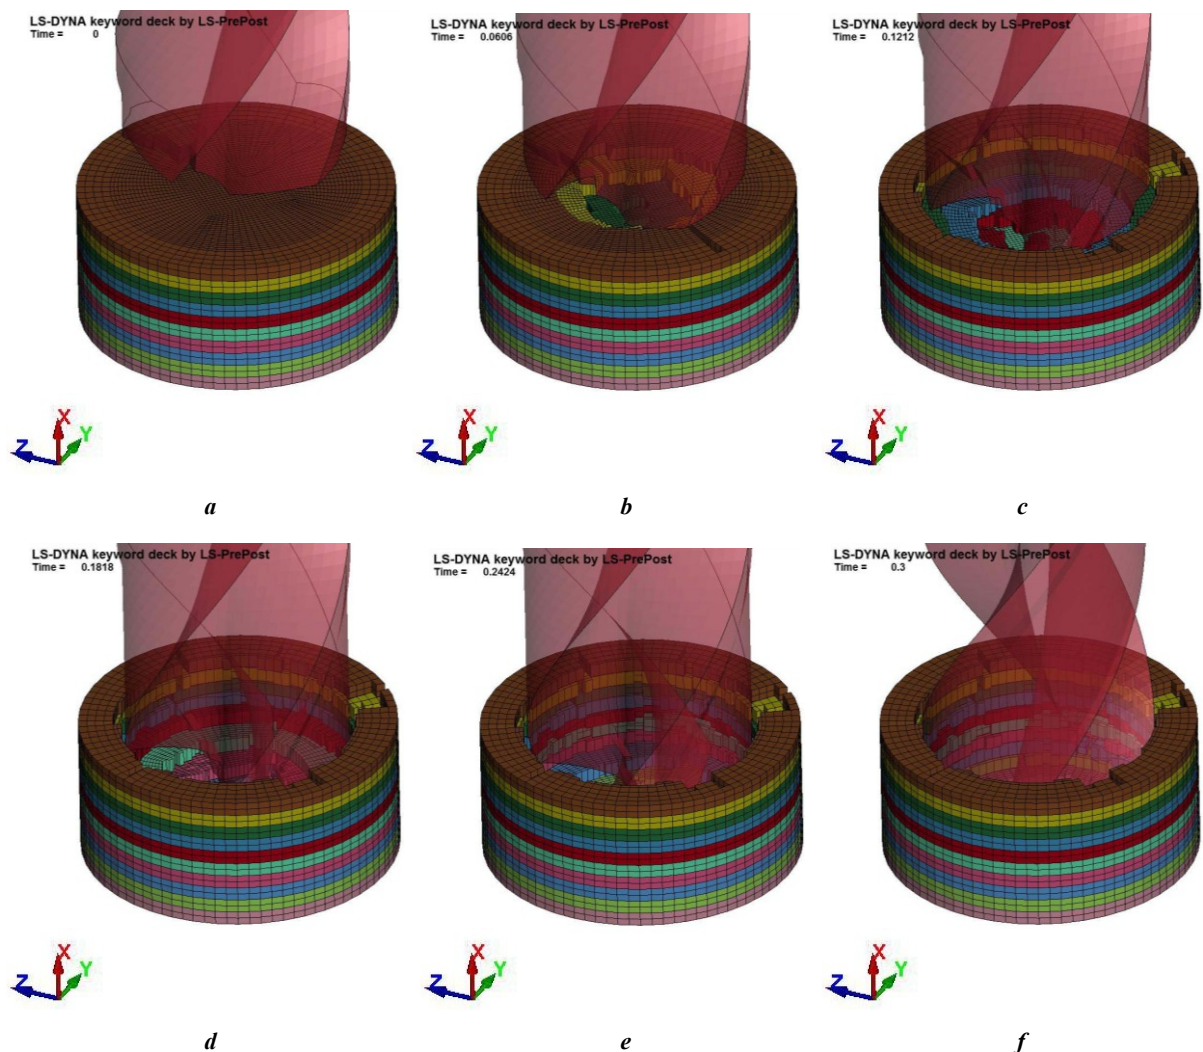 LS-DYNA keyword deck by LS-PrePost
Time = 0
LS-DYNA keyword deck by LS-PrePost
Time = 0.0606
LS-DYNA keyword deck by LS-PrePost
Time = 0.1212
X
Y
Z
X
Y
Z
X
Y
Z
a
b
c
LS-DYNA keyword deck by LS-PrePost
Time = 0.1818
LS-DYNA keyword deck by LS-PrePost
Time = 0.2424
LS-DYNA keyword deck by LS-PrePost
Time = 0.3
X
Y
Z
X
Y
Z
X
Y
Z
d
e
f